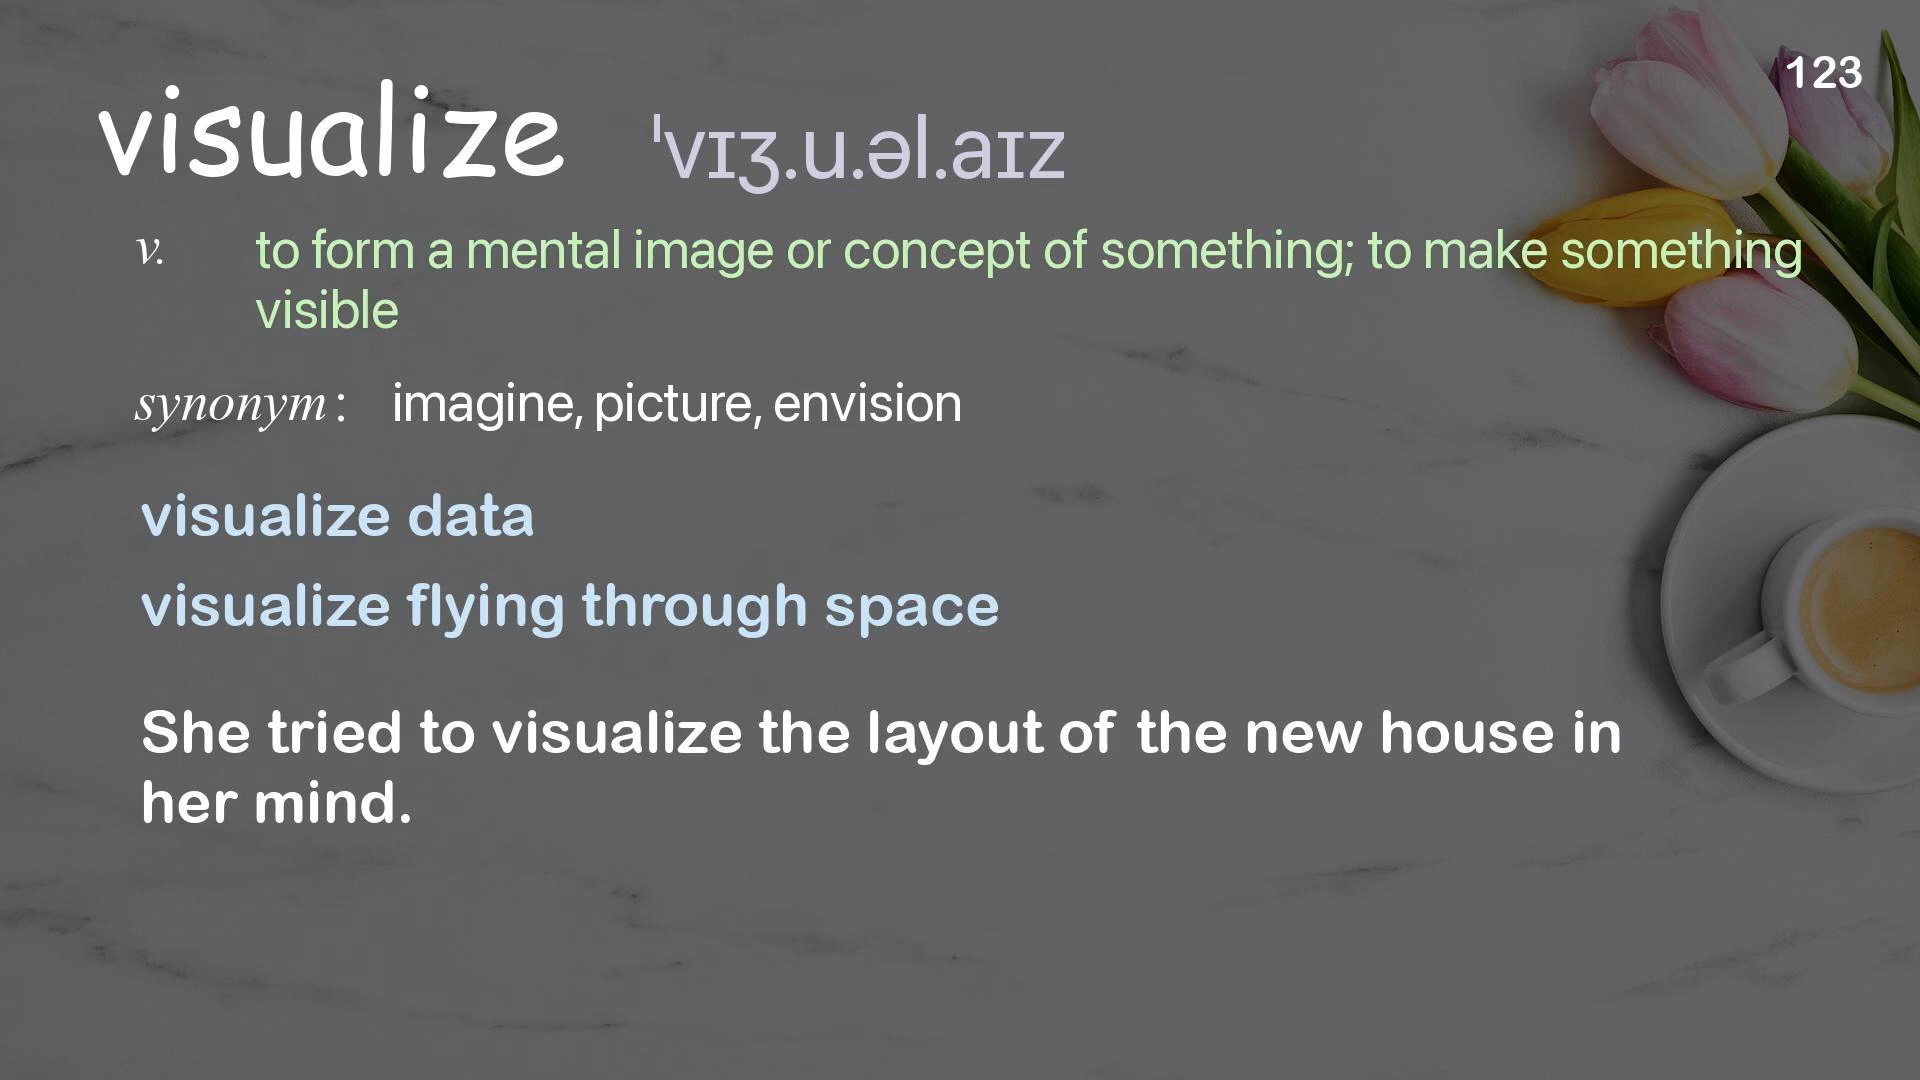 123
visualize ˈvɪʒ.u.əl.aɪz
v. to form a mental image or concept of something; to make something
visible
synonym: imagine, picture, envision
visualize data
visualize flying through space
She tried to visualize the layout of the new house in
her mind.